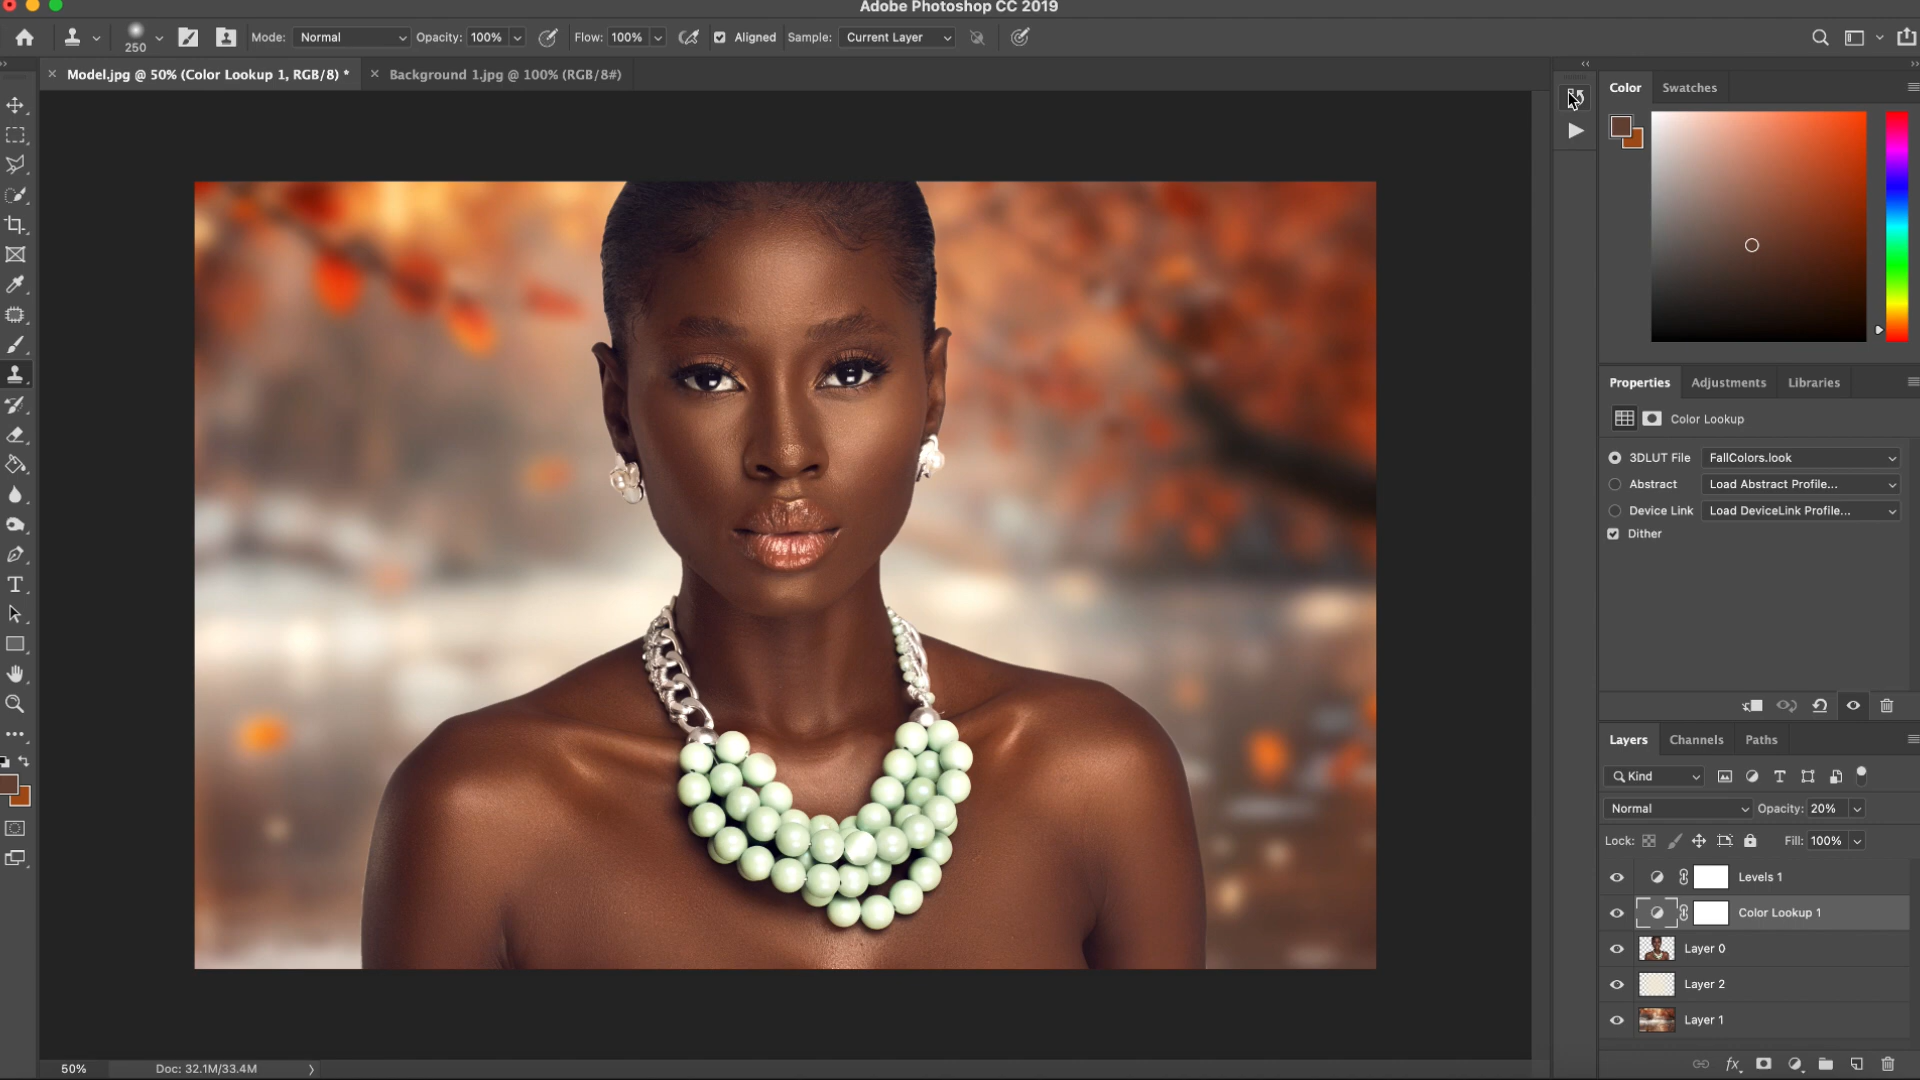 Adobe Photoshop CC 2019
250
Mode: Normal Opacity: 100% Flow: 100% Aligned Sample: Current Layer
Model.jpg @ 50% (Color Lookup 1, RGB/8) *
Background 1.jpg @ 100% (RGB/8#)
Color Swatches
Properties Adjustments Libraries
Color Lookup
3DLUT File FallColors.look
Abstract Load Abstract Profile...
Device Link Load DeviceLink Profile...
Dither
Layers Channels Paths
Kind
Normal Opacity: 20%
Lock: Fill: 100%
Levels 1
Color Lookup 1
Layer 0
Layer 2
Layer 1
50% Doc: 32.1M/33.4M